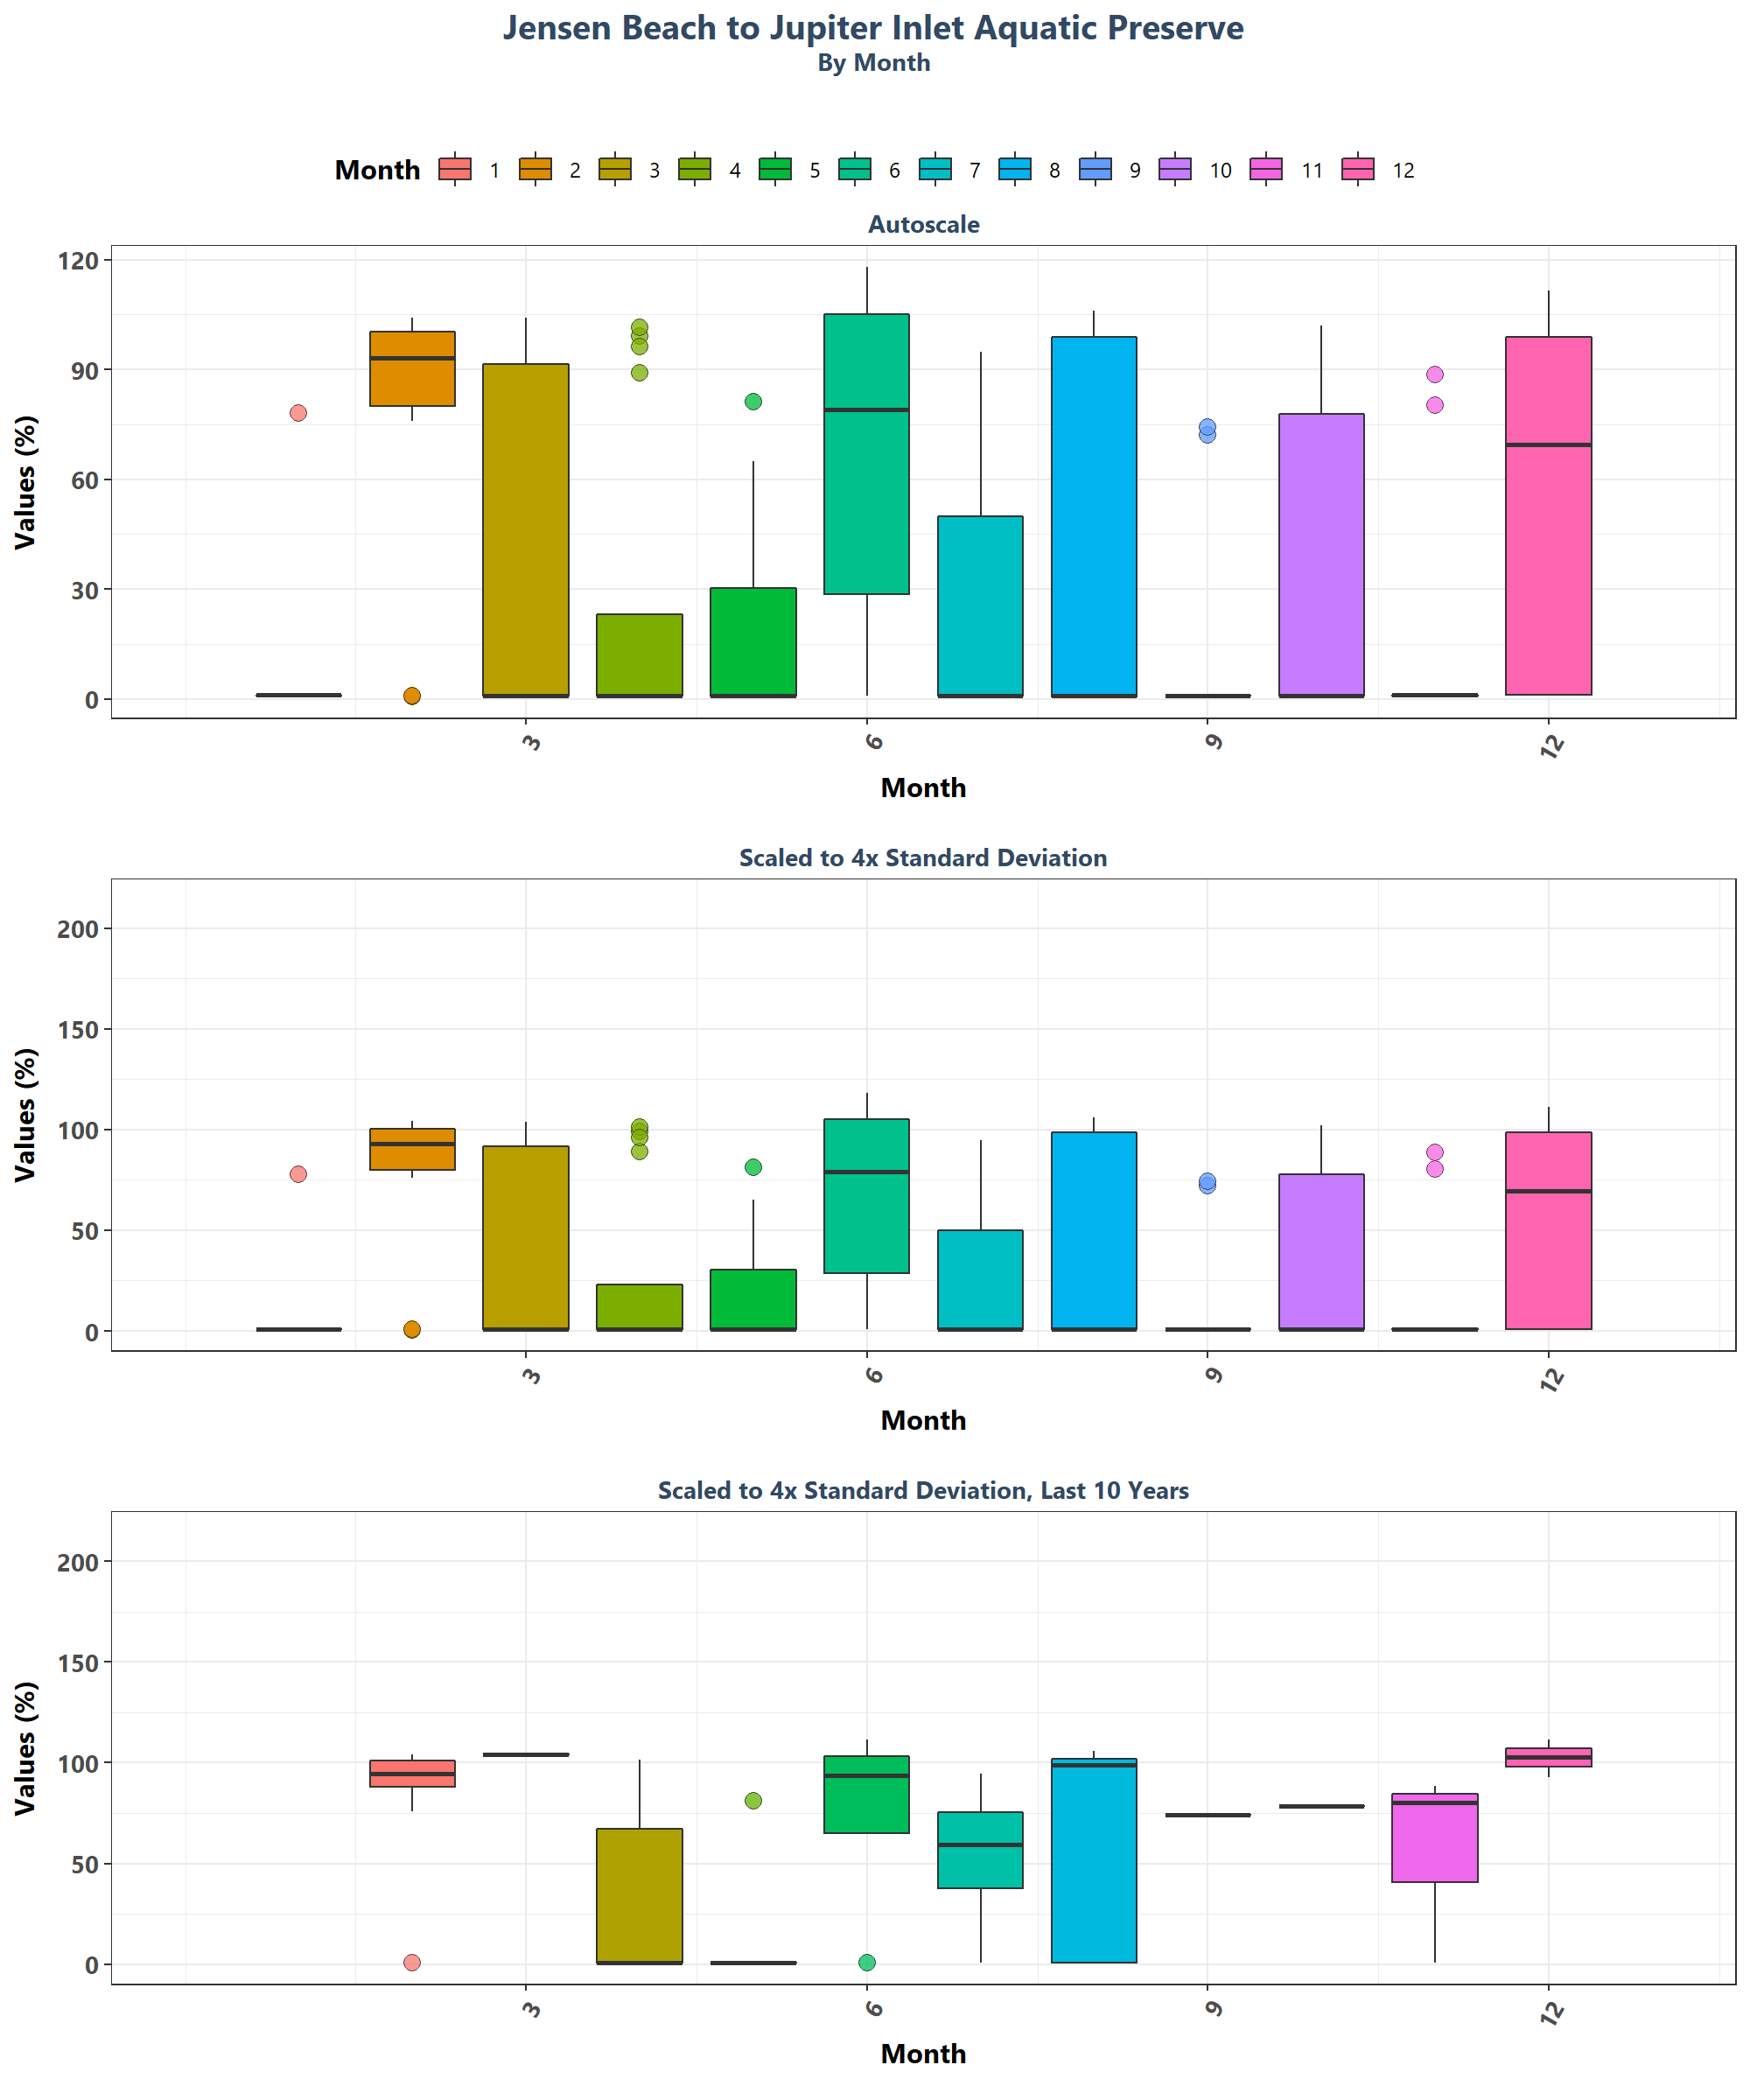 Jensen Beach to Jupiter Inlet Aquatic Preserve
By Month
Month 1 2 3 4 5 6 7 8 9 10 11 12
Autoscale
Values (%)
120
90
60
30
0
3 6 9 12
Month
Scaled to 4x Standard Deviation
Values (%)
200
150
100
50
0
3 6 9 12
Month
Scaled to 4x Standard Deviation, Last 10 Years
Values (%)
200
150
100
50
0
3 6 9 12
Month